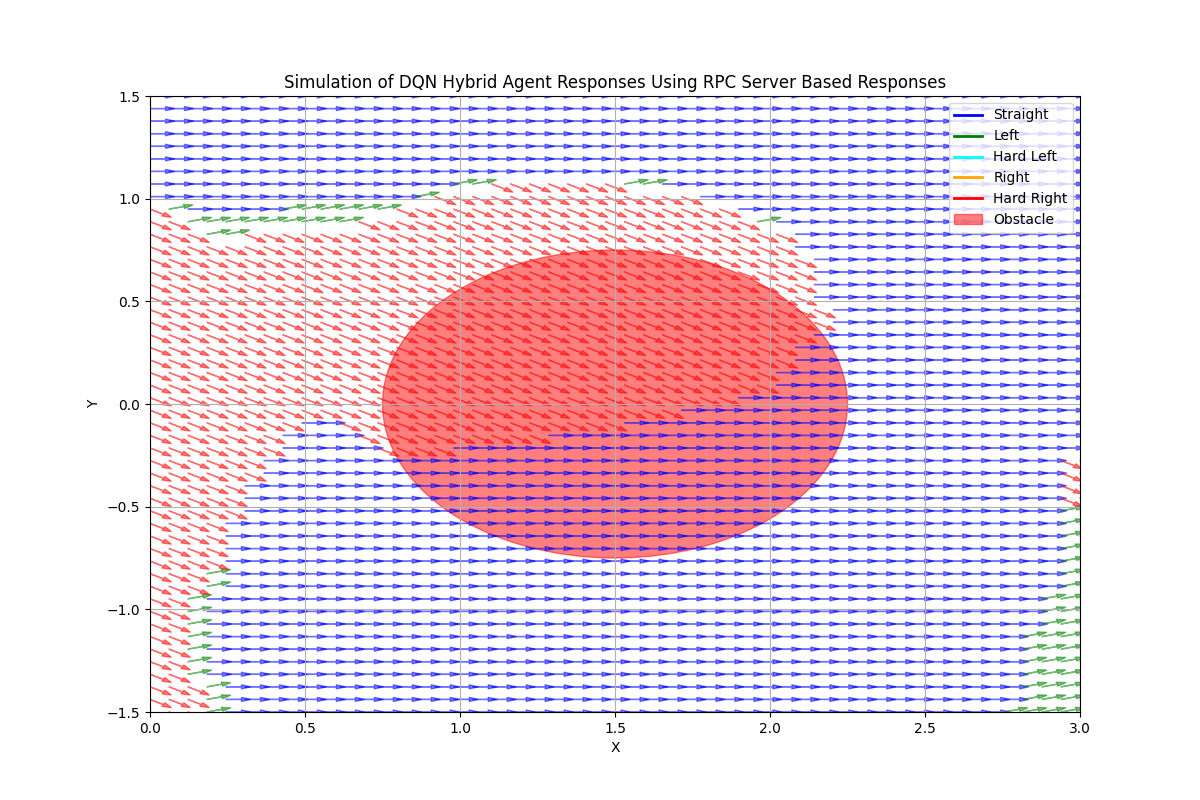 Simulation of DQN Hybrid Agent Responses Using RPC Server Based Responses
Straight
Left
Hard Left
Right
Hard Right
Obstacle
1.5
1.0
0.5
0.0
−0.5
−1.0
−1.5
Y
0.0
0.5
1.0
1.5
2.0
2.5
3.0
X